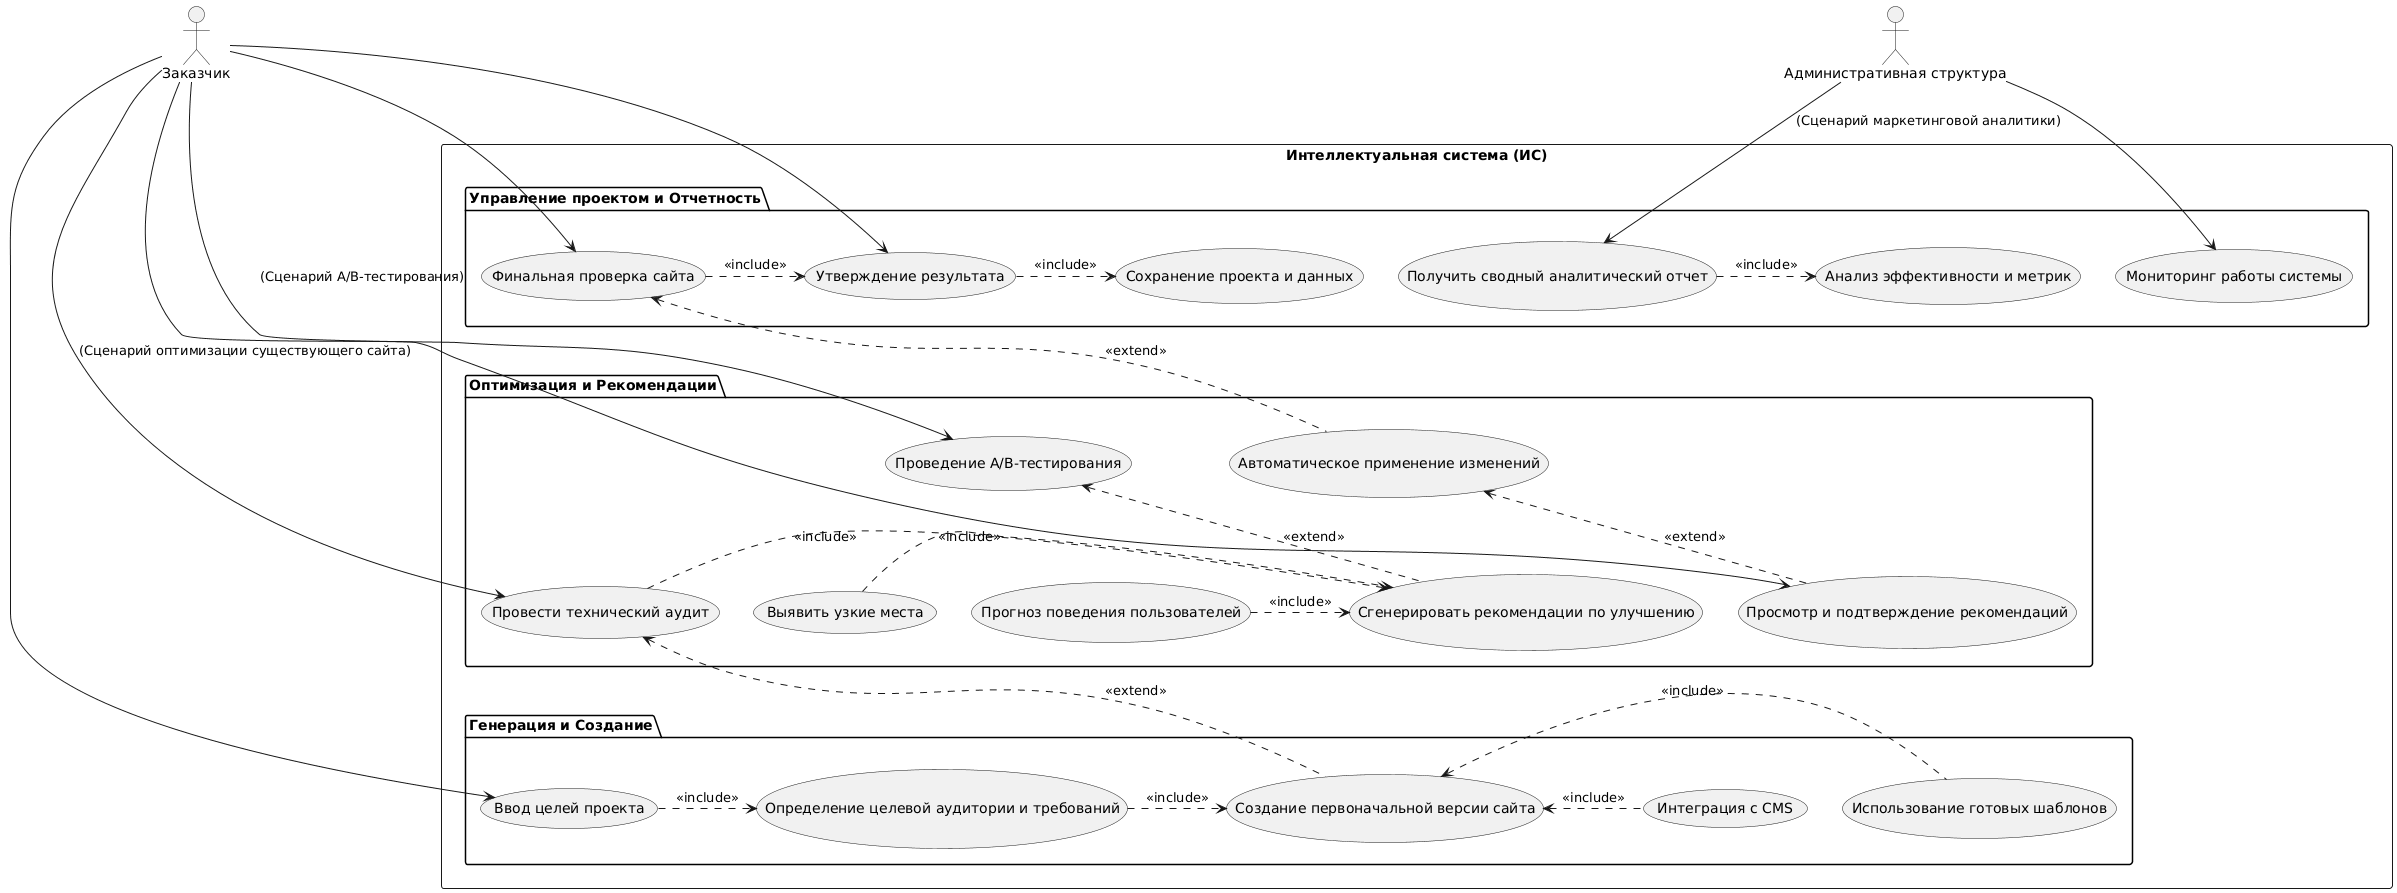 Заказчик
Административная структура
(Сценарий маркетинговой аналитики)
Интеллектуальная система (ИС)
Управление проектом и Отчетность
(Сценарий A/B-тестирования)
Финальная проверка сайта
«include»
Утверждение результата
«include»
Сохранение проекта и данных
Получить сводный аналитический отчет
«include»
Анализ эффективности и метрик
Мониторинг работы системы
(Сценарий оптимизации существующего сайта)
«extend»
Оптимизация и Рекомендации
Проведение A/B-тестирования
Автоматическое применение изменений
«include»
«include»
«extend»
«extend»
Провести технический аудит
Выявить узкие места
Прогноз поведения пользователей
«include»
Сгенерировать рекомендации по улучшению
Просмотр и подтверждение рекомендаций
«extend»
«include»
Генерация и Создание
Ввод целей проекта
«include»
Определение целевой аудитории и требований
«include»
Создание первоначальной версии сайта
«include»
Интеграция с CMS
Использование готовых шаблонов